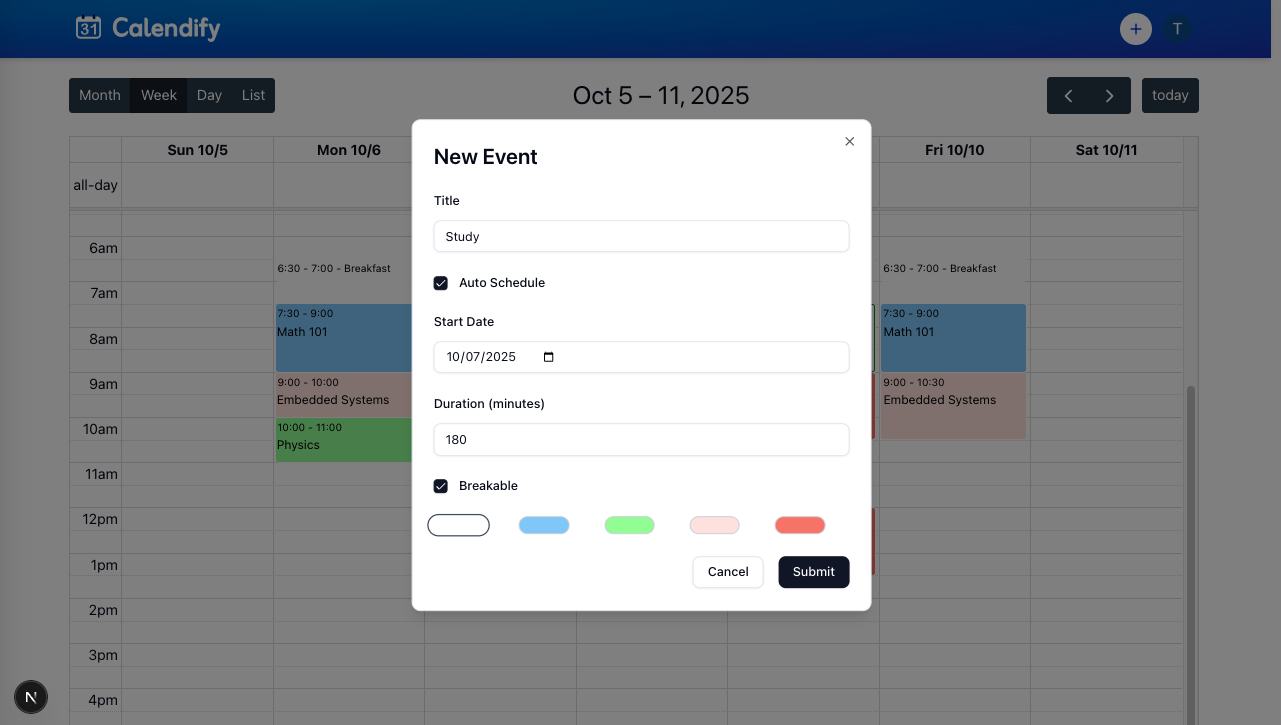 31 Calendify
+ T
Month Week Day List
Oct 5 – 11, 2025
today
Sun 10/5 Mon 10/6 Fri 10/10 Sat 10/11
all-day
6am
7am
8am
9am
10am
11am
12pm
1pm
2pm
3pm
4pm
6:30 - 7:00 - Breakfast
7:30 - 9:00
Math 101
9:00 - 10:00
Embedded Systems
10:00 - 11:00
Physics
6:30 - 7:00 - Breakfast
7:30 - 9:00
Math 101
9:00 - 10:30
Embedded Systems
New Event
Title
Study
Auto Schedule
Start Date
10/07/2025
Duration (minutes)
180
Breakable
Cancel Submit
N